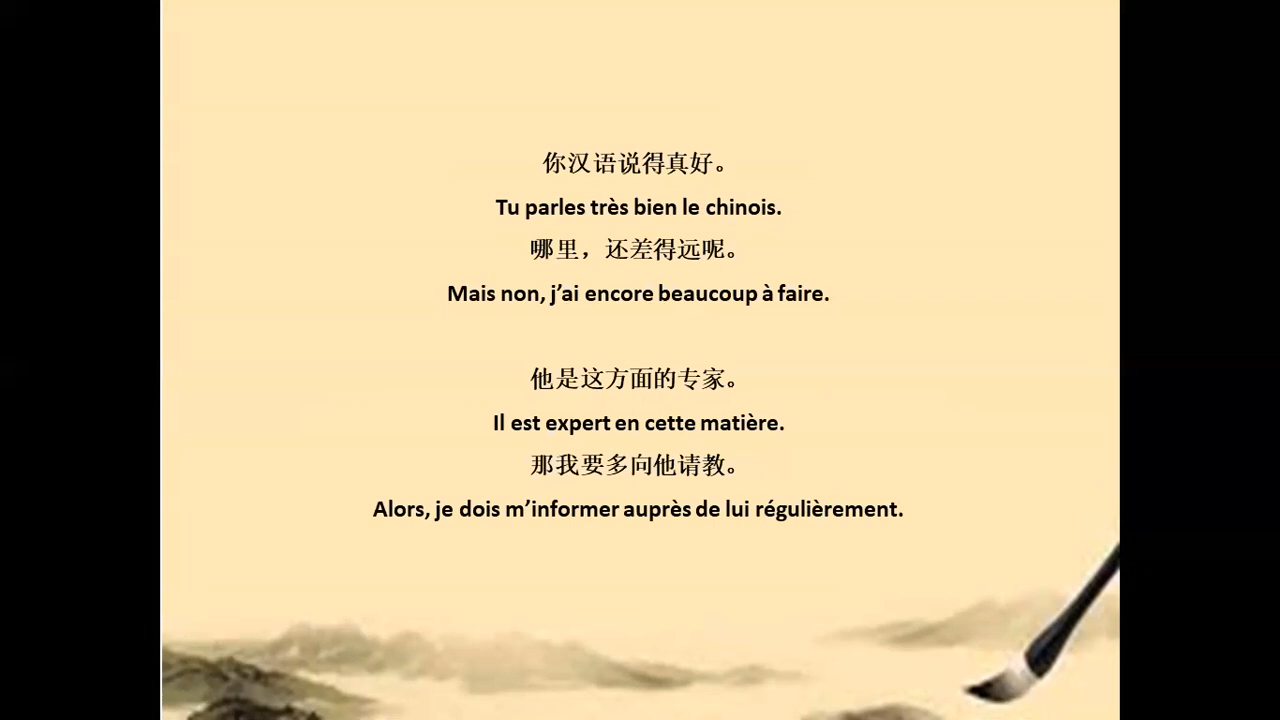 你汉语说得真好。
Tu parles très bien le chinois.
哪里，还差得远呢。
Mais non, j’ai encore beaucoup à faire.
他是这方面的专家。
Il est expert en cette matière.
那我要多向他请教。
Alors, je dois m’informer auprès de lui régulièrement.